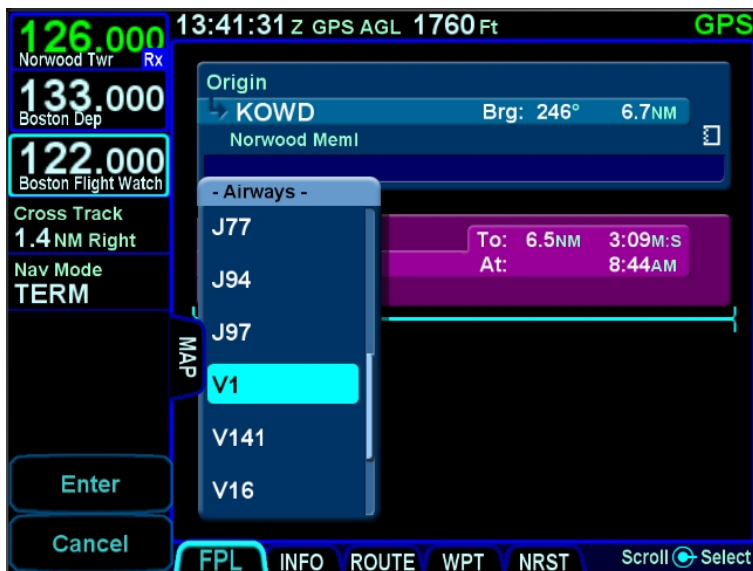 13:41:31 Z GPS AGL 1760 Ft GPS
126.000
Norwood Twr Rx
133.000
Boston Dep
122.000
Boston Flight Watch
Cross Track
1.4 NM Right
Nav Mode
TERM
Enter
Cancel
MAP
Origin
KOWD Brg: 246° 6.7NM
Norwood Meml
To: 6.5NM 3:09M:S
At: 8:44AM
- Airways -
J77
J94
J97
V1
V141
V16
FPL INFO ROUTE WPT NRST Scroll Select